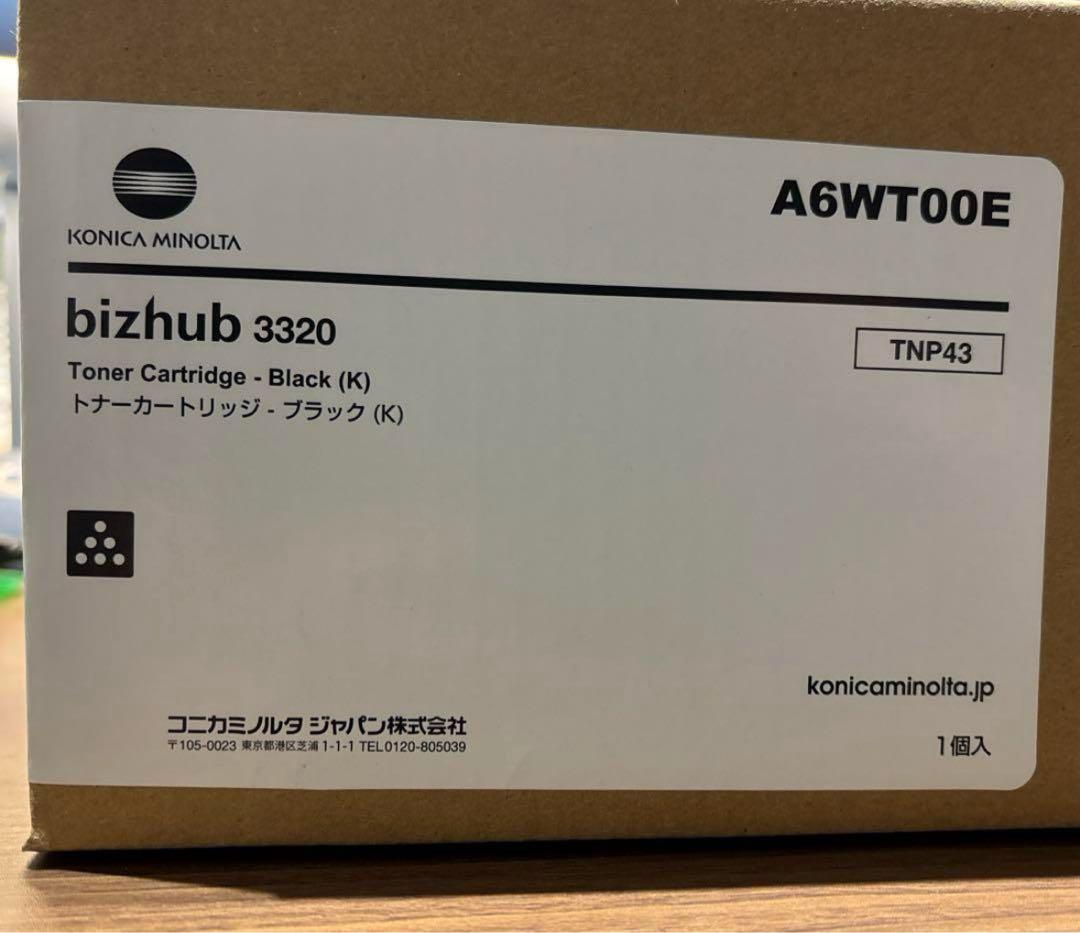 KONICA MINOLTA
A6WT00E
bizhub 3320
TNP43
Toner Cartridge - Black (K)
トナーカートリッジ - ブラック (K)
konicaminolta.jp
コニカミノルタ ジャパン株式会社
〒105-0023 東京都港区芝浦 1-1-1 TEL0120-805039
1個入